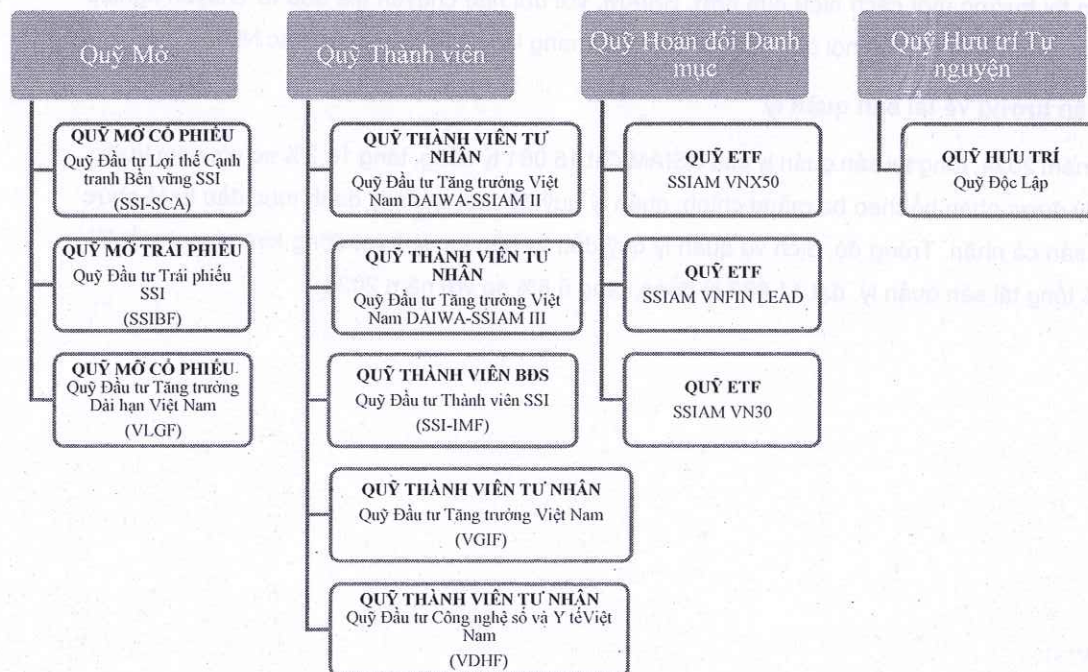 Quỹ Mở
QUỸ MỞ CỔ PHIẾU
Quỹ Đầu tư Lợi thế Cạnh
tranh Bền vững SSI
(SSI-SCA)
QUỸ MỞ TRÁI PHIẾU
Quỹ Đầu tư Trái phiếu
SSI
(SSIBF)
QUỸ MỞ CỔ PHIẾU
Quỹ Đầu tư Tăng trưởng
Dài hạn Việt Nam
(VLGF)
Quỹ Thành viên
QUỸ THÀNH VIÊN TƯ
NHÂN
Quỹ Đầu tư Tăng trưởng Việt
Nam DAIWA-SSIAM II
QUỸ THÀNH VIÊN TƯ
NHÂN
Quỹ Đầu tư Tăng trưởng Việt
Nam DAIWA-SSIAM III
QUỸ THÀNH VIÊN BĐS
Quỹ Đầu tư Thành viên SSI
(SSI-IMF)
QUỸ THÀNH VIÊN TƯ NHÂN
Quỹ Đầu tư Tăng trưởng Việt Nam
(VGIF)
QUỸ THÀNH VIÊN TƯ NHÂN
Quỹ Đầu tư Công nghệ số và Y tếViệt
Nam
(VDHF)
Quỹ Hoán đổi Danh
mục
QUỸ ETF
SSIAM VNX50
QUỸ ETF
SSIAM VNFIN LEAD
QUỸ ETF
SSIAM VN30
Quỹ Hưu trí Tự
nguyện
QUỸ HƯU TRÍ
Quỹ Độc Lập